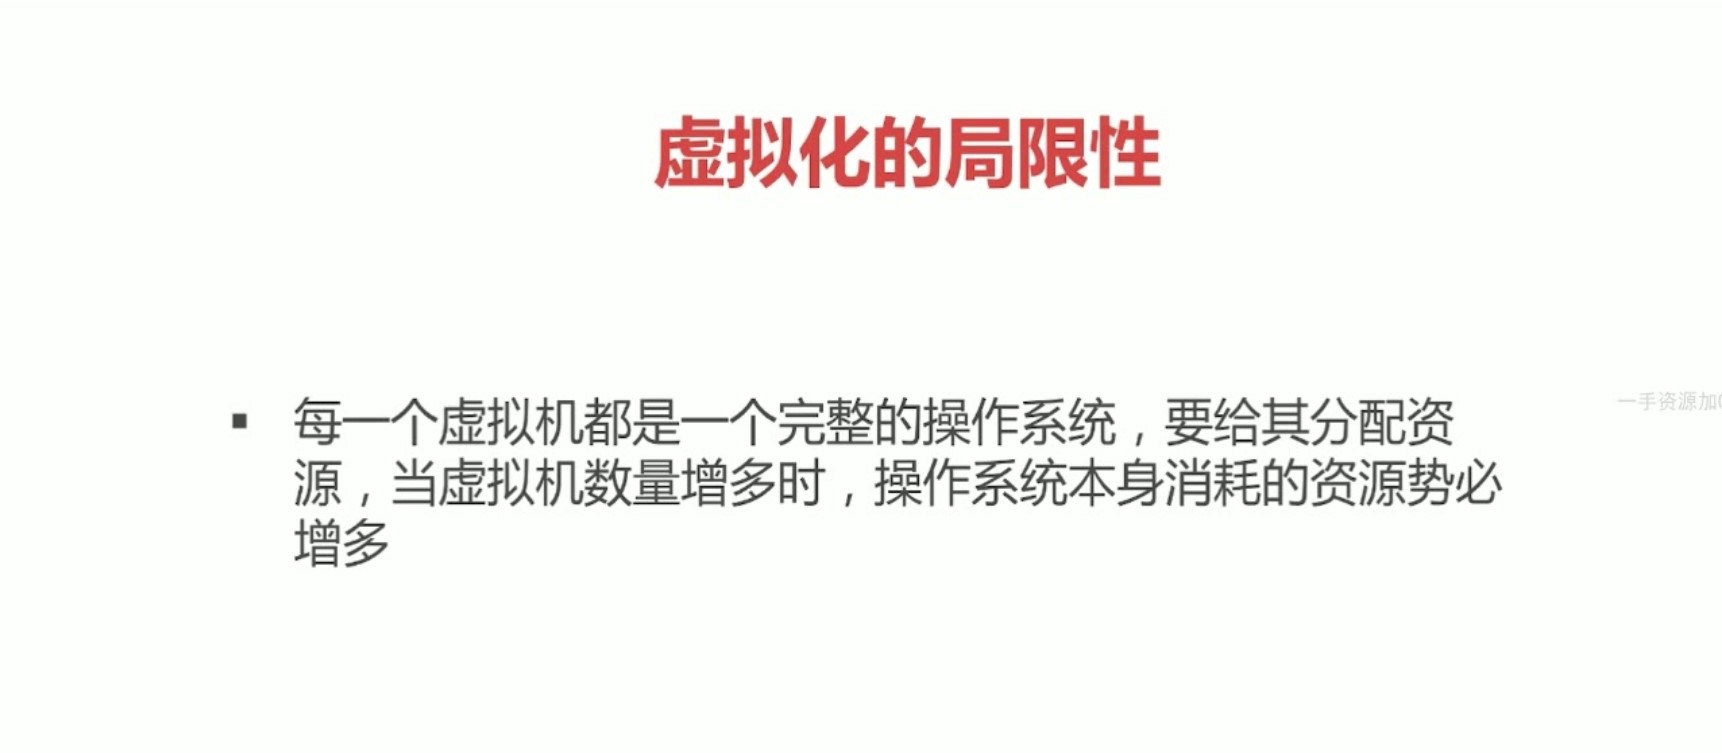 虚拟化的局限性
▪ 每一个虚拟机都是一个完整的操作系统，要给其分配资
源，当虚拟机数量增多时，操作系统本身消耗的资源势必
增多
一手资源加